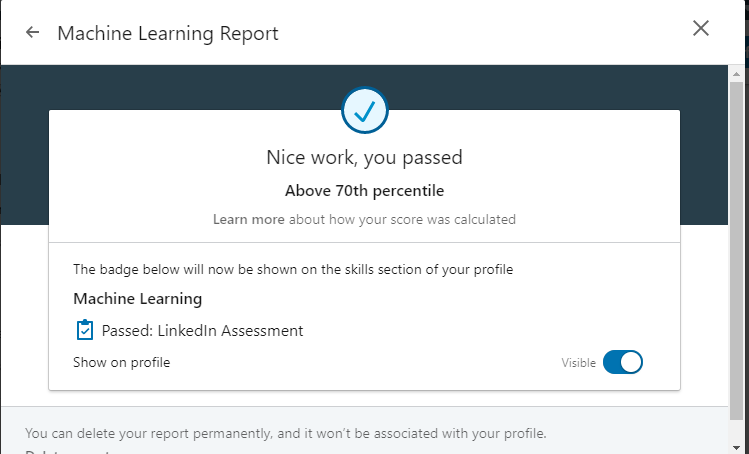 Machine Learning Report
Nice work, you passed
Above 70th percentile
Learn more about how your score was calculated
The badge below will now be shown on the skills section of your profile
Machine Learning
Passed: LinkedIn Assessment
Show on profile
Visible
You can delete your report permanently, and it won't be associated with your profile.